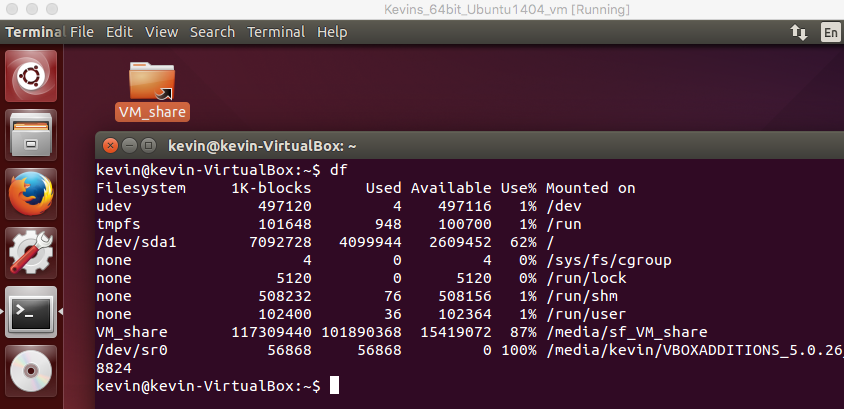 Kevins_64bit_Ubuntu1404_vm [Running]
Terminal File Edit View Search Terminal Help En
VM_share
kevin@kevin-VirtualBox: ~
kevin@kevin-VirtualBox:~$ df
Filesystem 1K-blocks Used Available Use% Mounted on
udev 497120 4 497116 1% /dev
tmpfs 101648 948 100700 1% /run
/dev/sda1 7092728 4099944 2609452 62% /
none 4 0 4 0% /sys/fs/cgroup
none 5120 0 5120 0% /run/lock
none 508232 76 508156 1% /run/shm
none 102400 36 102364 1% /run/user
VM_share 117309440 101890368 15419072 87% /media/sf_VM_share
/dev/sr0 56868 56868 0 100% /media/kevin/VBOXADDITIONS_5.0.26_
8824
kevin@kevin-VirtualBox:~$